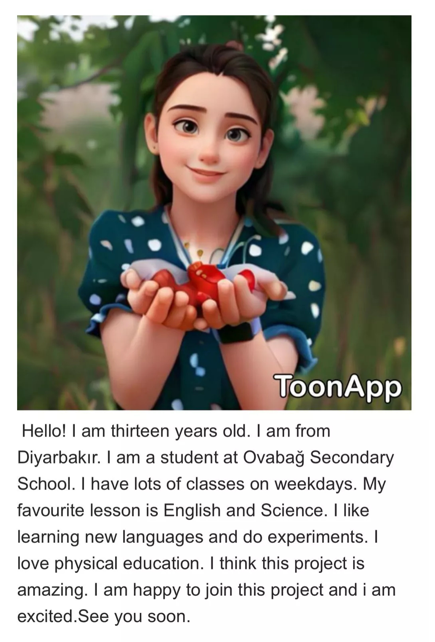 ToonApp
Hello! I am thirteen years old. I am from
Diyarbakır. I am a student at Ovabağ Secondary
School. I have lots of classes on weekdays. My
favourite lesson is English and Science. I like
learning new languages and do experiments. I
love physical education. I think this project is
amazing. I am happy to join this project and i am
excited.See you soon.